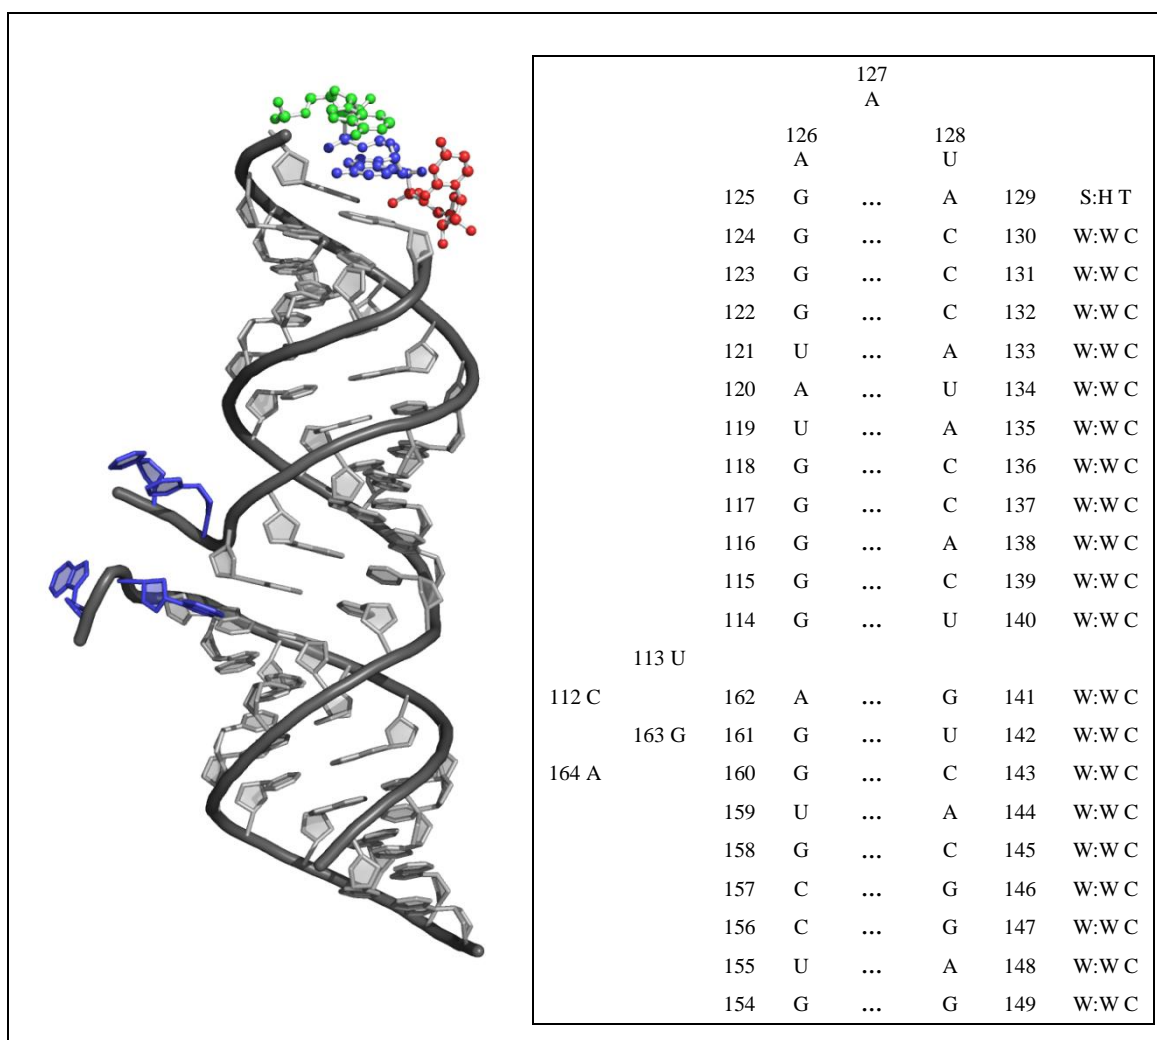 127
A
126 128
A U
125 G ... A 129 S:H T
124 G ... C 130 W:W C
123 G ... C 131 W:W C
122 G ... C 132 W:W C
121 U ... A 133 W:W C
120 A ... U 134 W:W C
119 U ... A 135 W:W C
118 G ... C 136 W:W C
117 G ... C 137 W:W C
116 G ... A 138 W:W C
115 G ... C 139 W:W C
114 G ... U 140 W:W C
113 U
112 C 162 A ... G 141 W:W C
163 G 161 G ... U 142 W:W C
164 A 160 G ... C 143 W:W C
159 U ... A 144 W:W C
158 G ... C 145 W:W C
157 C ... G 146 W:W C
156 C ... G 147 W:W C
155 U ... A 148 W:W C
154 G ... G 149 W:W C